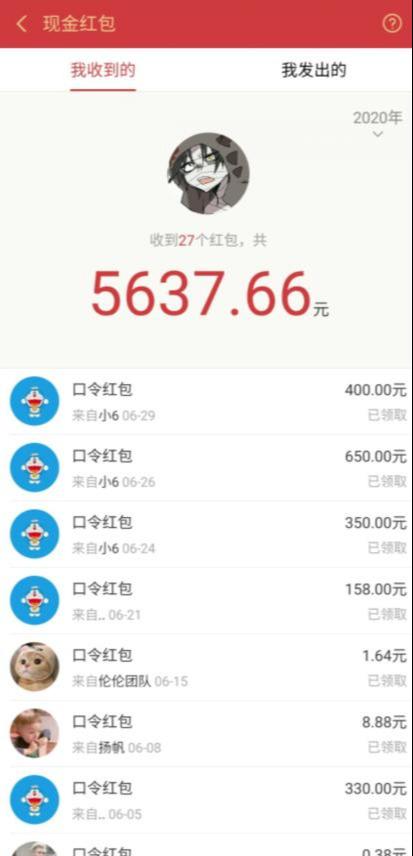 现金红包
我收到的 我发出的
2020年
收到27个红包，共
5637.66元
口令红包 400.00元
来自小6 06-29 已领取
口令红包 650.00元
来自小6 06-26 已领取
口令红包 350.00元
来自小6 06-24 已领取
口令红包 158.00元
来自.. 06-21 已领取
口令红包 1.64元
来自伦伦团队 06-15 已领取
口令红包 8.88元
来自扬帆 06-08 已领取
口令红包 330.00元
来自.. 06-05 已领取
口令红包 0.38元